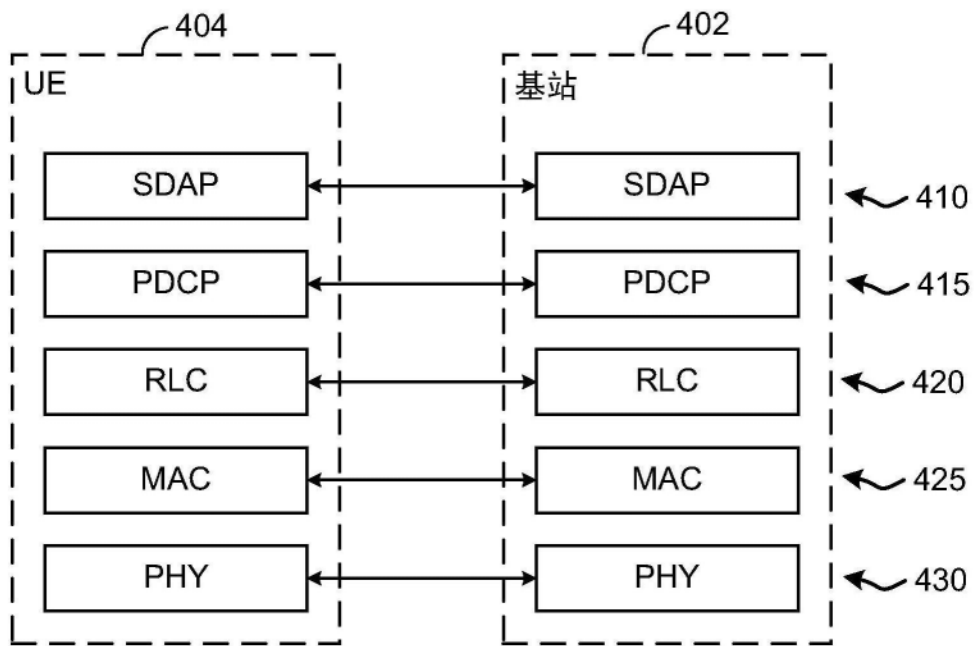 404 402
UE 基站
SDAP SDAP 410
PDCP PDCP 415
RLC RLC 420
MAC MAC 425
PHY PHY 430